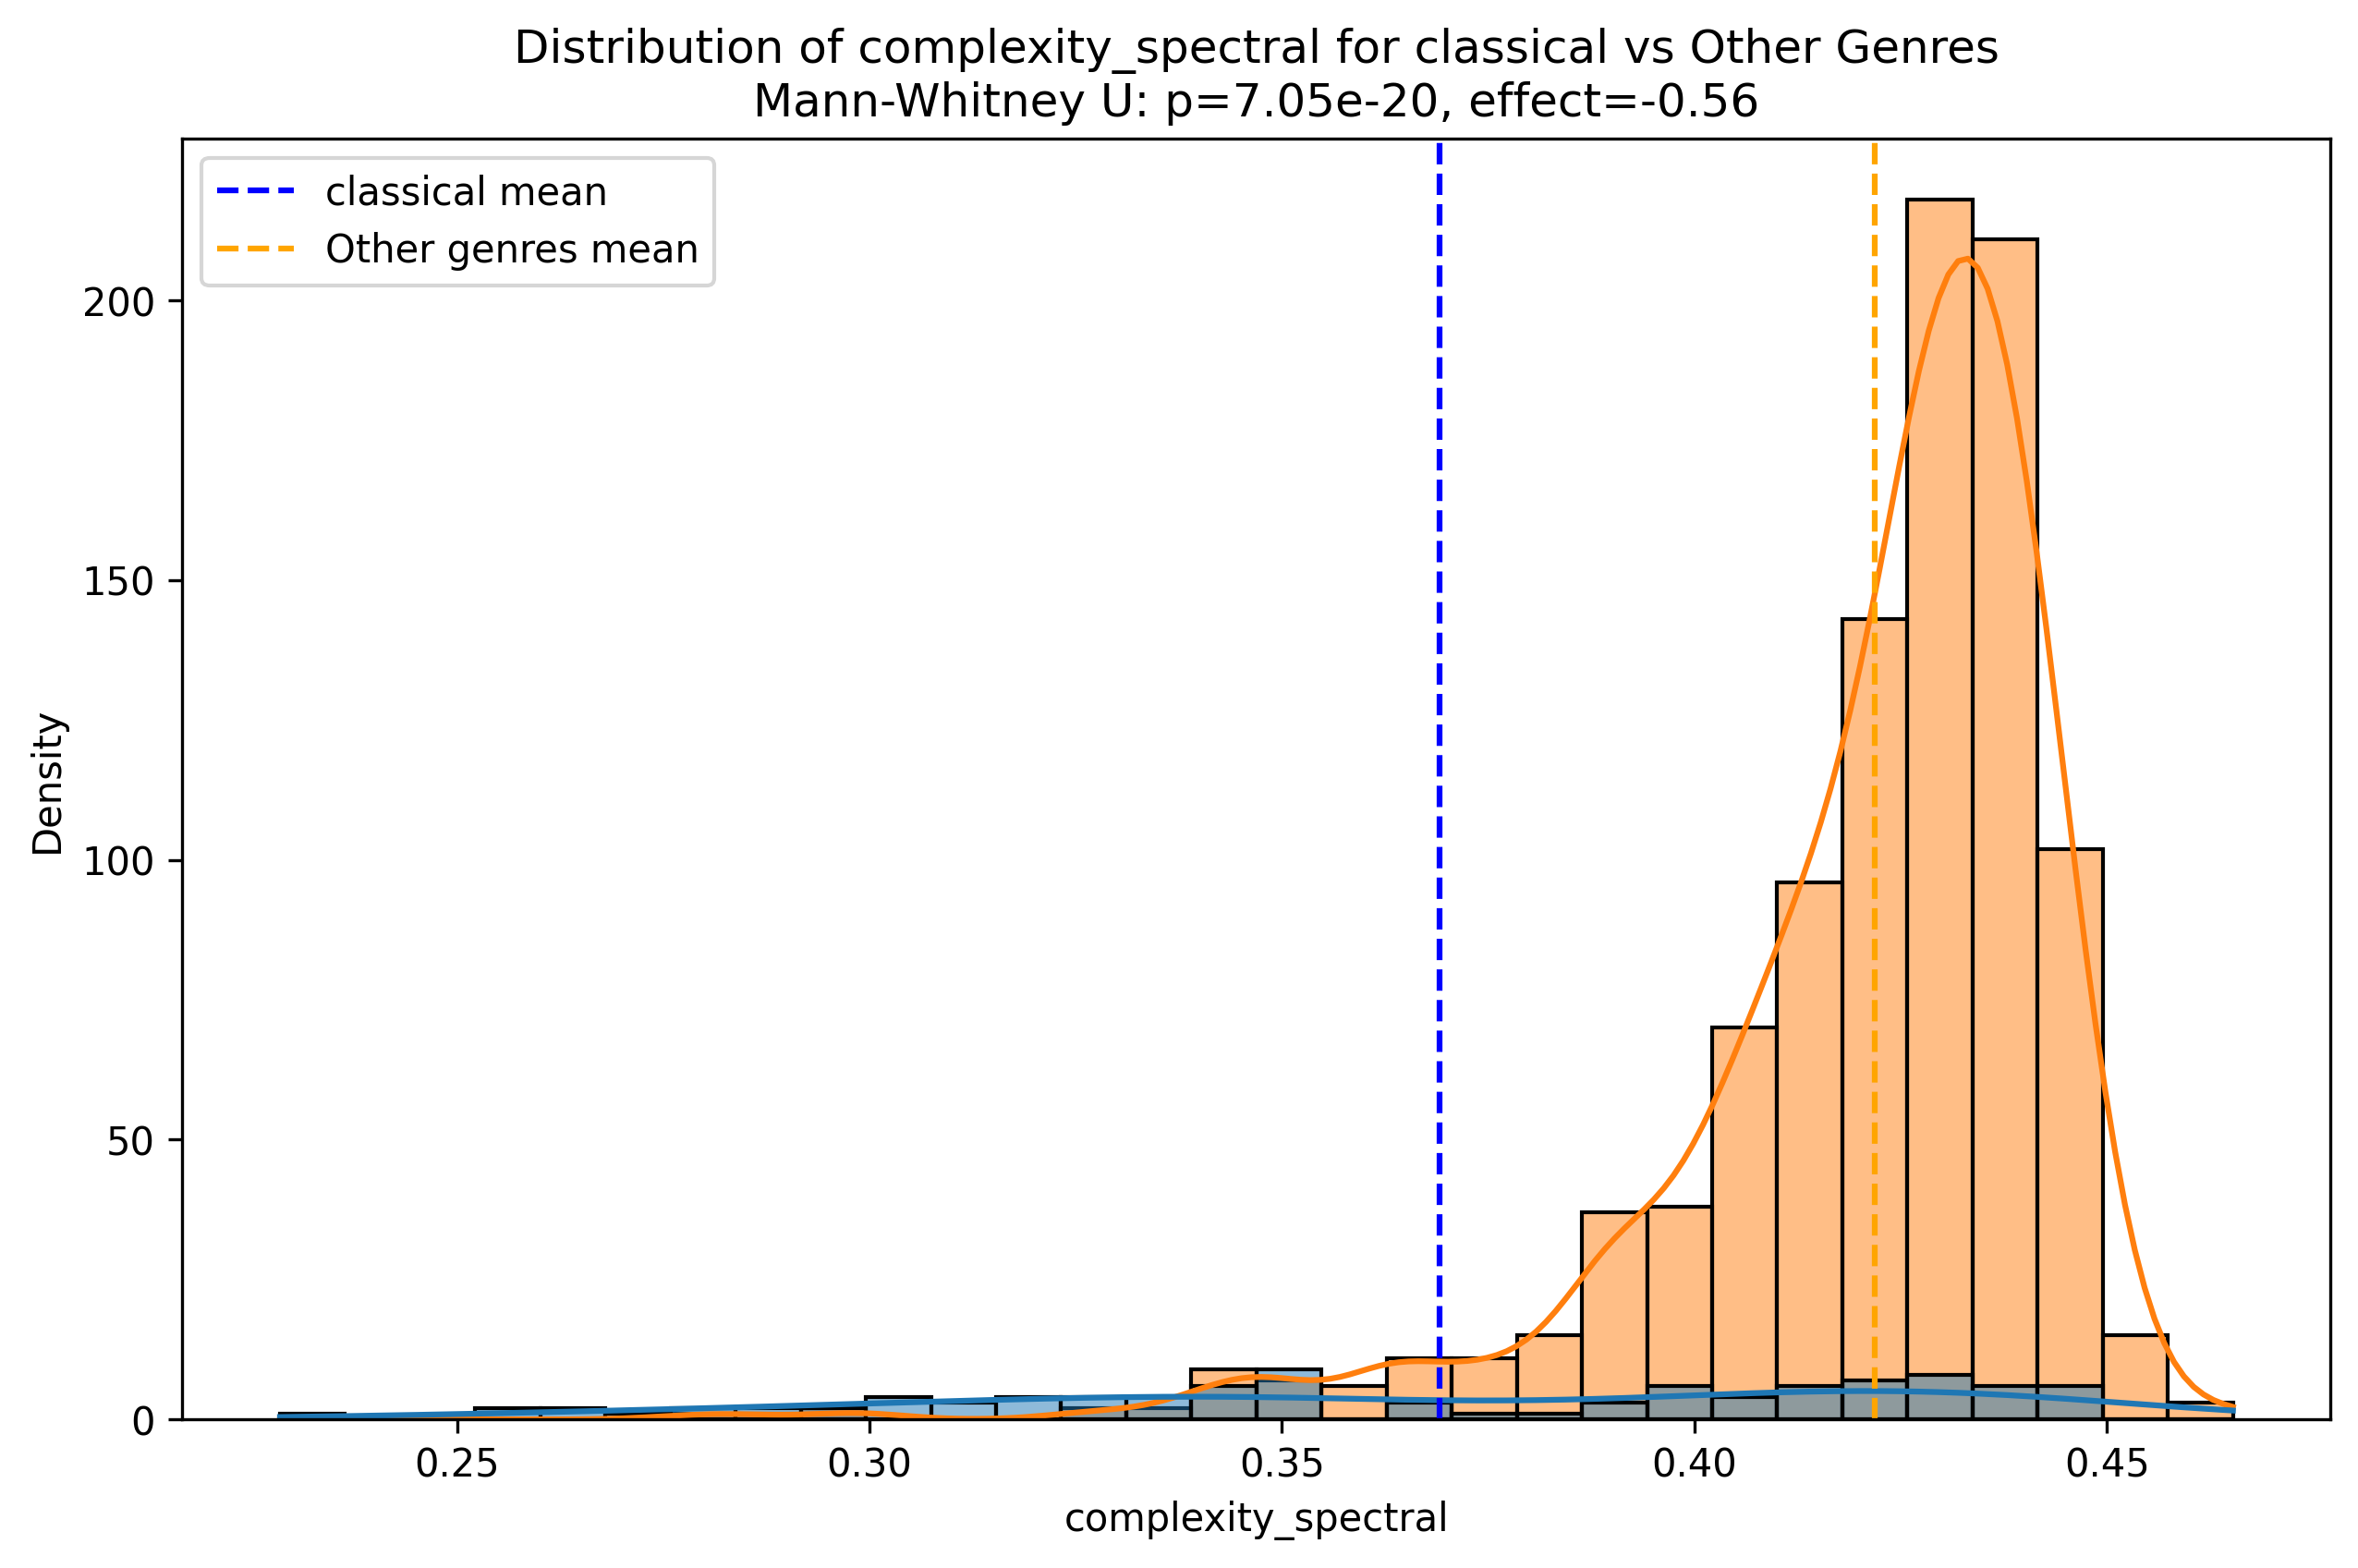 Distribution of complexity_spectral for classical vs Other Genres
Mann-Whitney U: p=7.05e-20, effect=-0.56
classical mean
Other genres mean
Density
200
150
100
50
0
0.25 0.30 0.35 0.40 0.45
complexity_spectral